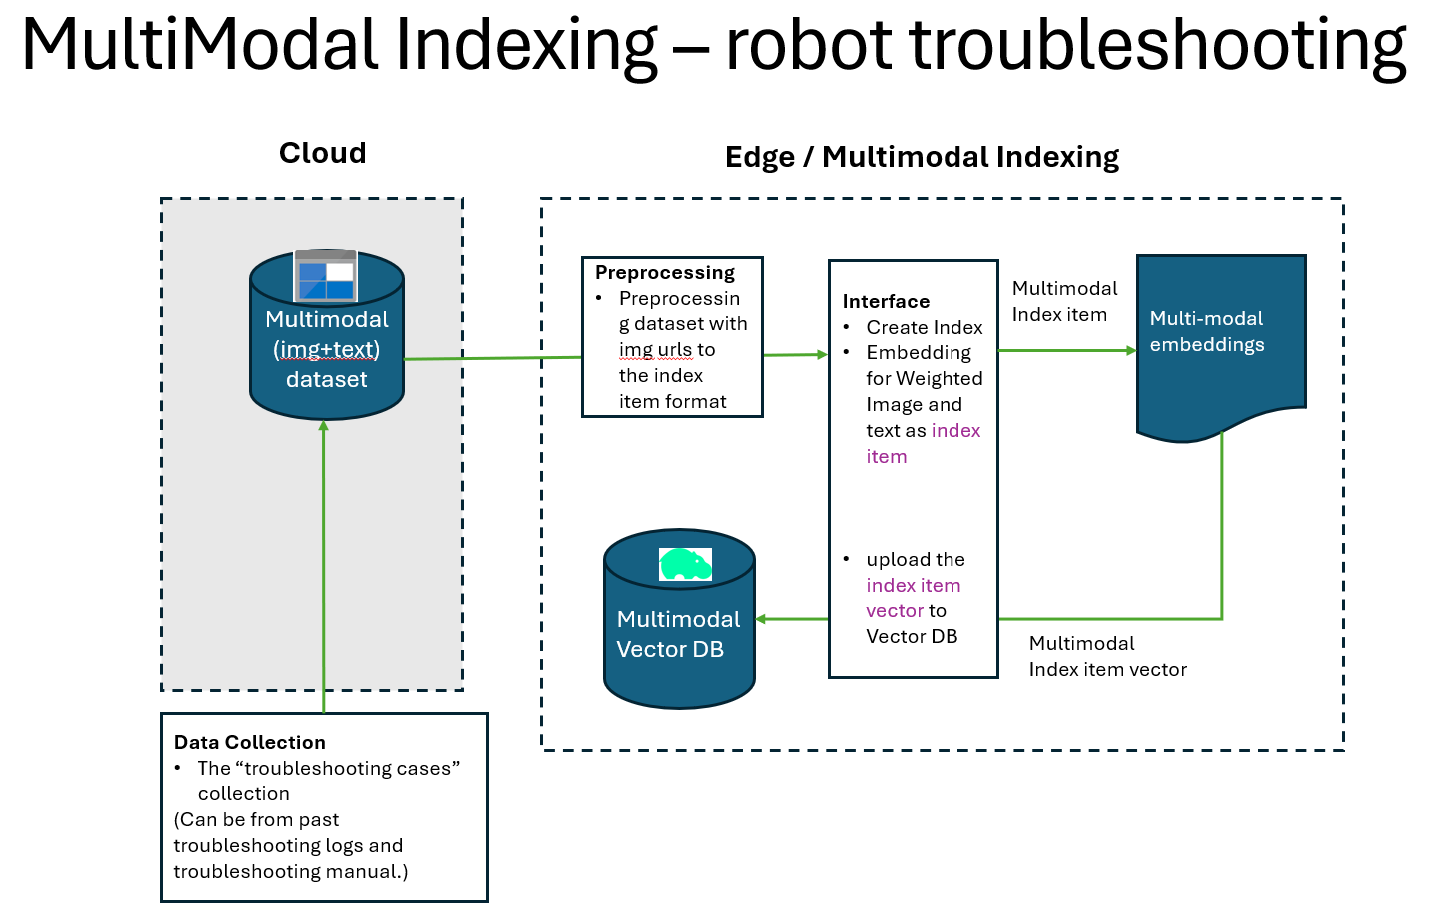 MultiModal Indexing – robot troubleshooting
Cloud
Edge / Multimodal Indexing
Multimodal
(img+text)
dataset
Preprocessing
• Preprocessin
g dataset with
img urls to
the index
item format
Interface
• Create Index
• Embedding
for Weighted
Image and
text as index
item
• upload the
index item
vector to
Vector DB
Multimodal
Index item
Multi-modal
embeddings
Multimodal
Vector DB
Multimodal
Index item vector
Data Collection
• The “troubleshooting cases”
collection
(Can be from past
troubleshooting logs and
troubleshooting manual.)